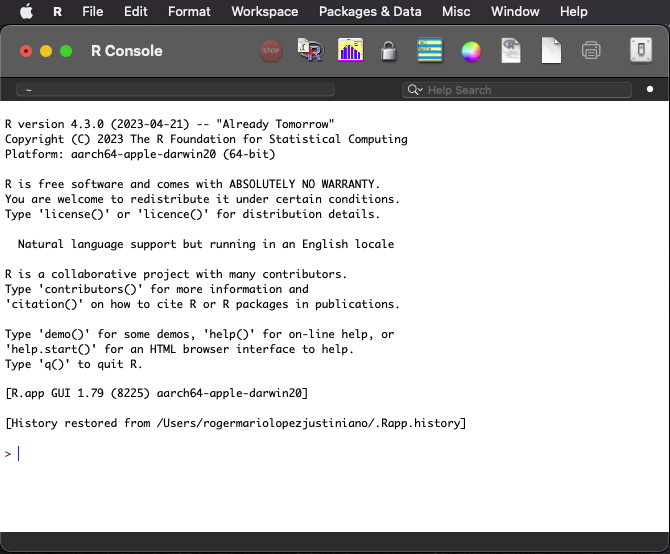 R File Edit Format Workspace Packages & Data Misc Window Help
R Console
STOP
R
R
~
Help Search
R version 4.3.0 (2023-04-21) -- "Already Tomorrow"
Copyright (C) 2023 The R Foundation for Statistical Computing
Platform: aarch64-apple-darwin20 (64-bit)
R is free software and comes with ABSOLUTELY NO WARRANTY.
You are welcome to redistribute it under certain conditions.
Type 'license()' or 'licence()' for distribution details.
Natural language support but running in an English locale
R is a collaborative project with many contributors.
Type 'contributors()' for more information and
'citation()' on how to cite R or R packages in publications.
Type 'demo()' for some demos, 'help()' for on-line help, or
'help.start()' for an HTML browser interface to help.
Type 'q()' to quit R.
[R.app GUI 1.79 (8225) aarch64-apple-darwin20]
[History restored from /Users/rogermariolopezjustiniano/.Rapp.history]
>